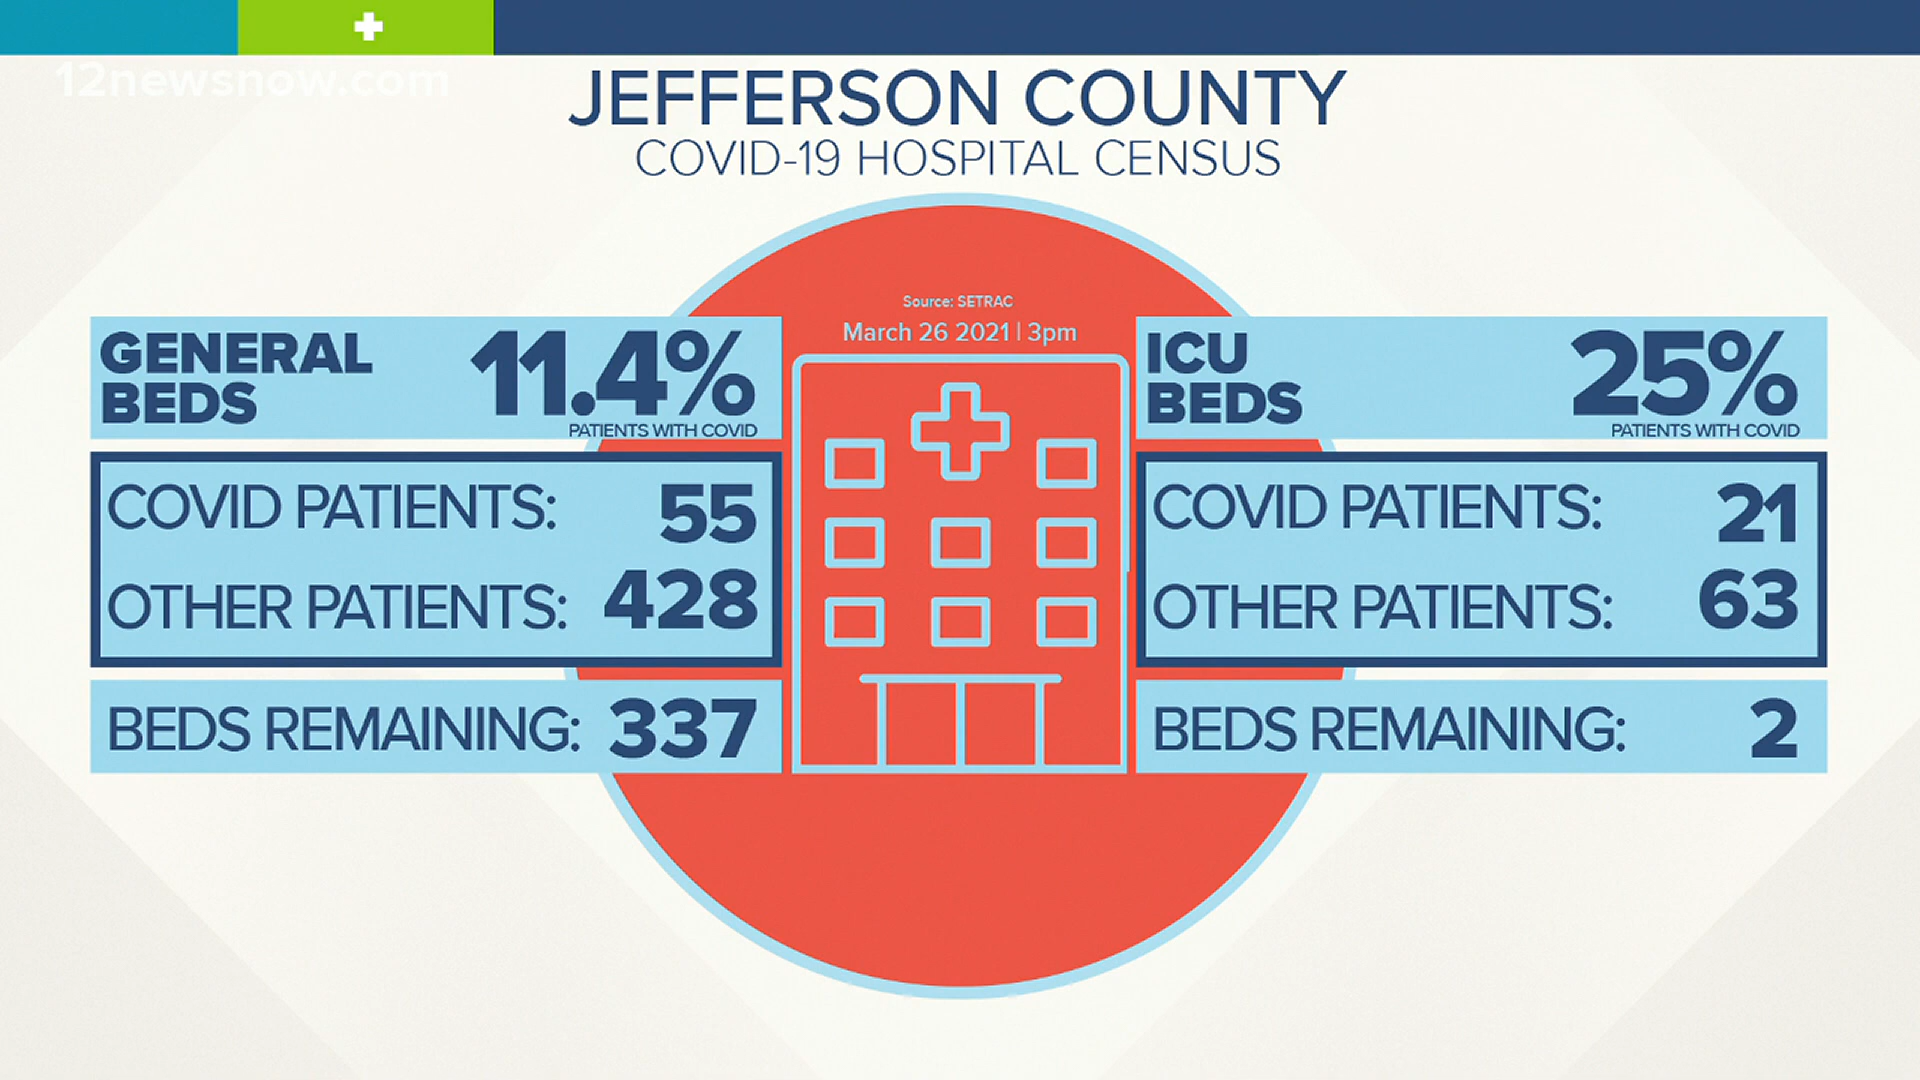 12newsnow.com
JEFFERSON COUNTY
COVID-19 HOSPITAL CENSUS
Source: SETRAC
March 26 2021 | 3pm
GENERAL
BEDS
11.4%
PATIENTS WITH COVID
COVID PATIENTS: 55
OTHER PATIENTS: 428
BEDS REMAINING: 337
ICU
BEDS
25%
PATIENTS WITH COVID
COVID PATIENTS: 21
OTHER PATIENTS: 63
BEDS REMAINING: 2